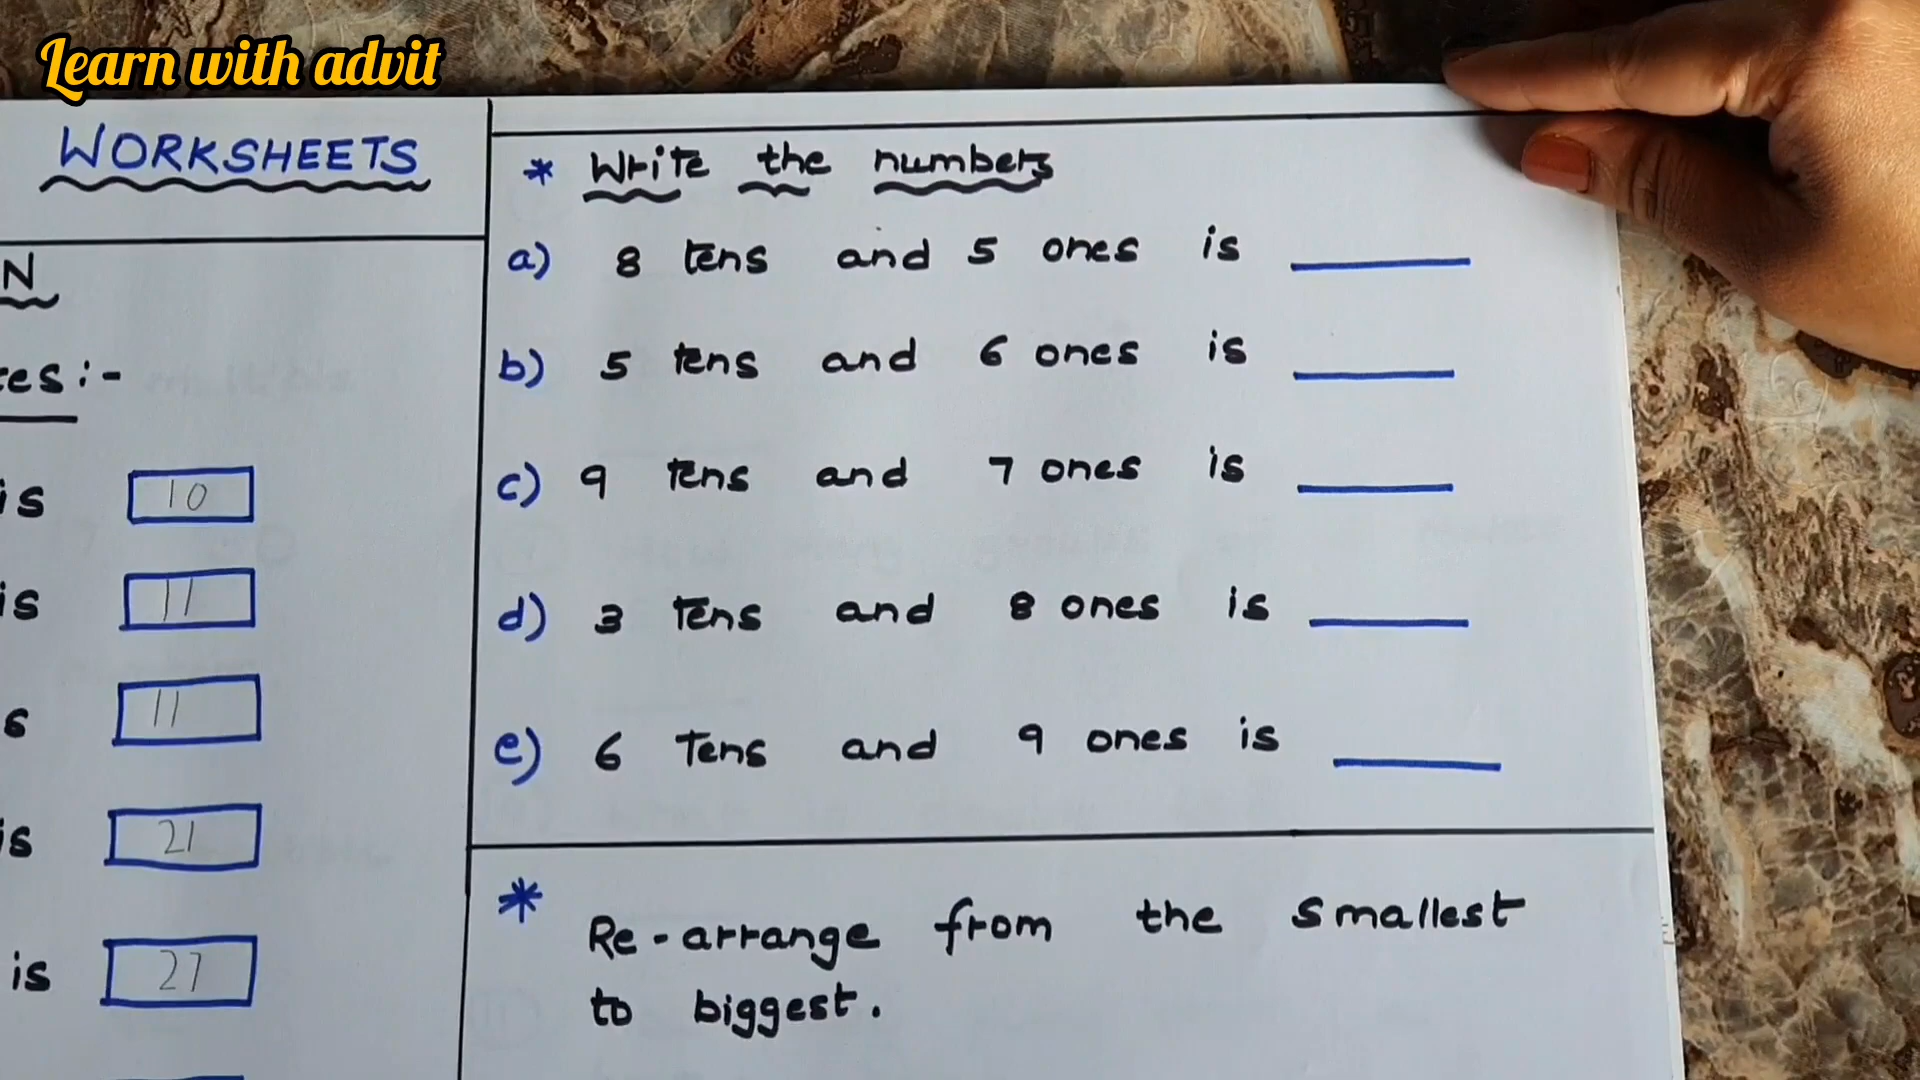 Learn with advit
WORKSHEETS
N
es:-
is 10
is 11
s 11
is 21
is 27
* Write the numbers
a) 8 tens and 5 ones is
b) 5 tens and 6 ones is
c) 9 tens and 7 ones is
d) 3 tens and 8 ones is
e) 6 Tens and 9 ones is
* Re-arrange from the smallest
to biggest.